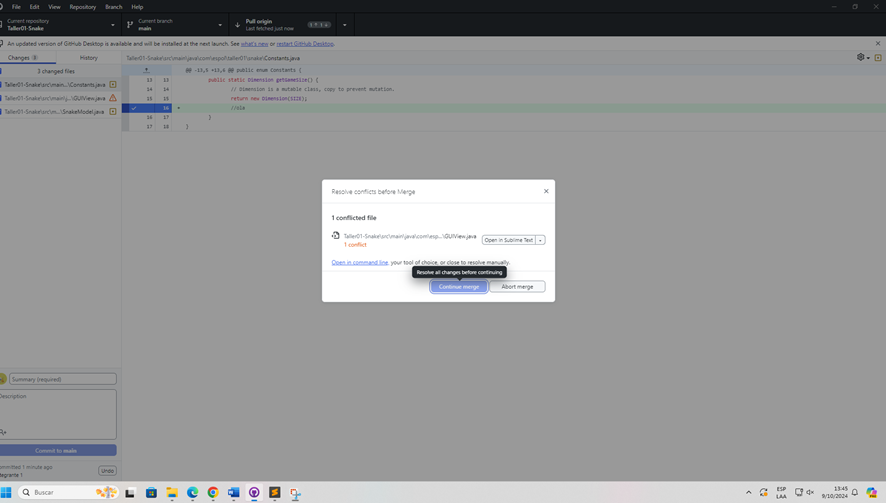 File Edit View Repository Branch Help
Current repository
Taller01-Snake
Current branch
main
Pull origin
Last fetched just now
An updated version of GitHub Desktop is available and will be installed at the next launch. See what's new or restart GitHub Desktop.
Changes 3
History
Taller01-Snake\src\main\java\com\espol\taller01\snake\Constants.java
3 changed files
Taller01-Snake\src\main...\Constants.java
Taller01-Snake\src\main\j...\GUIView.java
Taller01-Snake\src\m...\SnakeModel.java
@@ -13,5 +13,6 @@ public enum Constants {
13 13 public static Dimension getGameSize() {
14 14 // Dimension is a mutable class, copy to prevent mutation.
15 15 return new Dimension(SIZE);
16 +
16 17 }
17 18 }
Resolve conflicts before Merge
1 conflicted file
Taller01-Snake\src\main\java\com\esp...\GUIView.java
1 conflict
Open in Sublime Text
Open in command line, your tool of choice, or close to resolve manually.
Resolve all changes before continuing
Continue merge
Abort merge
Summary (required)
Description
Commit to main
Committed 1 minute ago
Undo
Buscar
ESP
LAA
13:45
9/10/2024